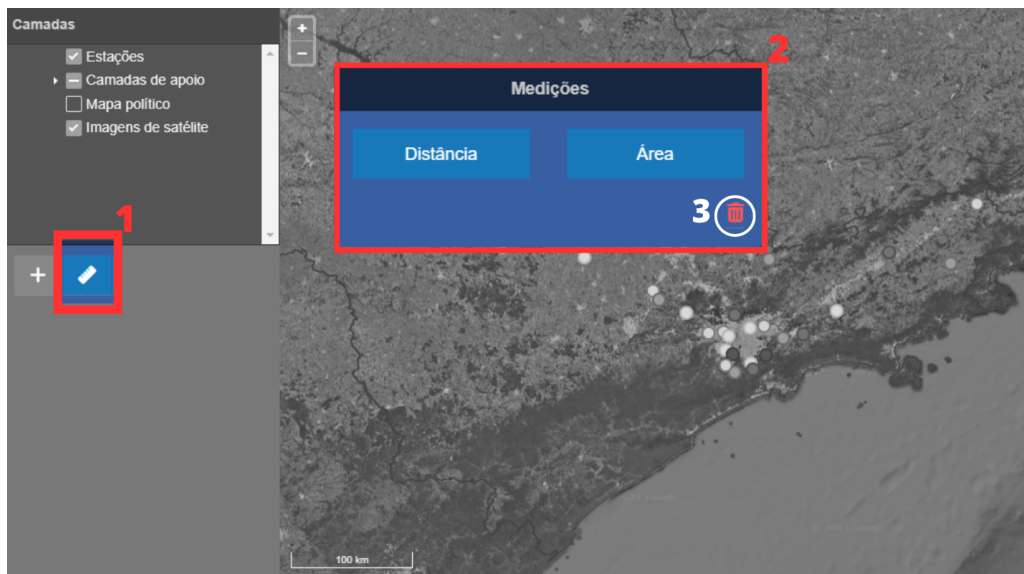 Camadas
Estações
Camadas de apoio
Mapa político
Imagens de satélite
1
+
+
−
2
Medições
Distância
Área
3
100 km